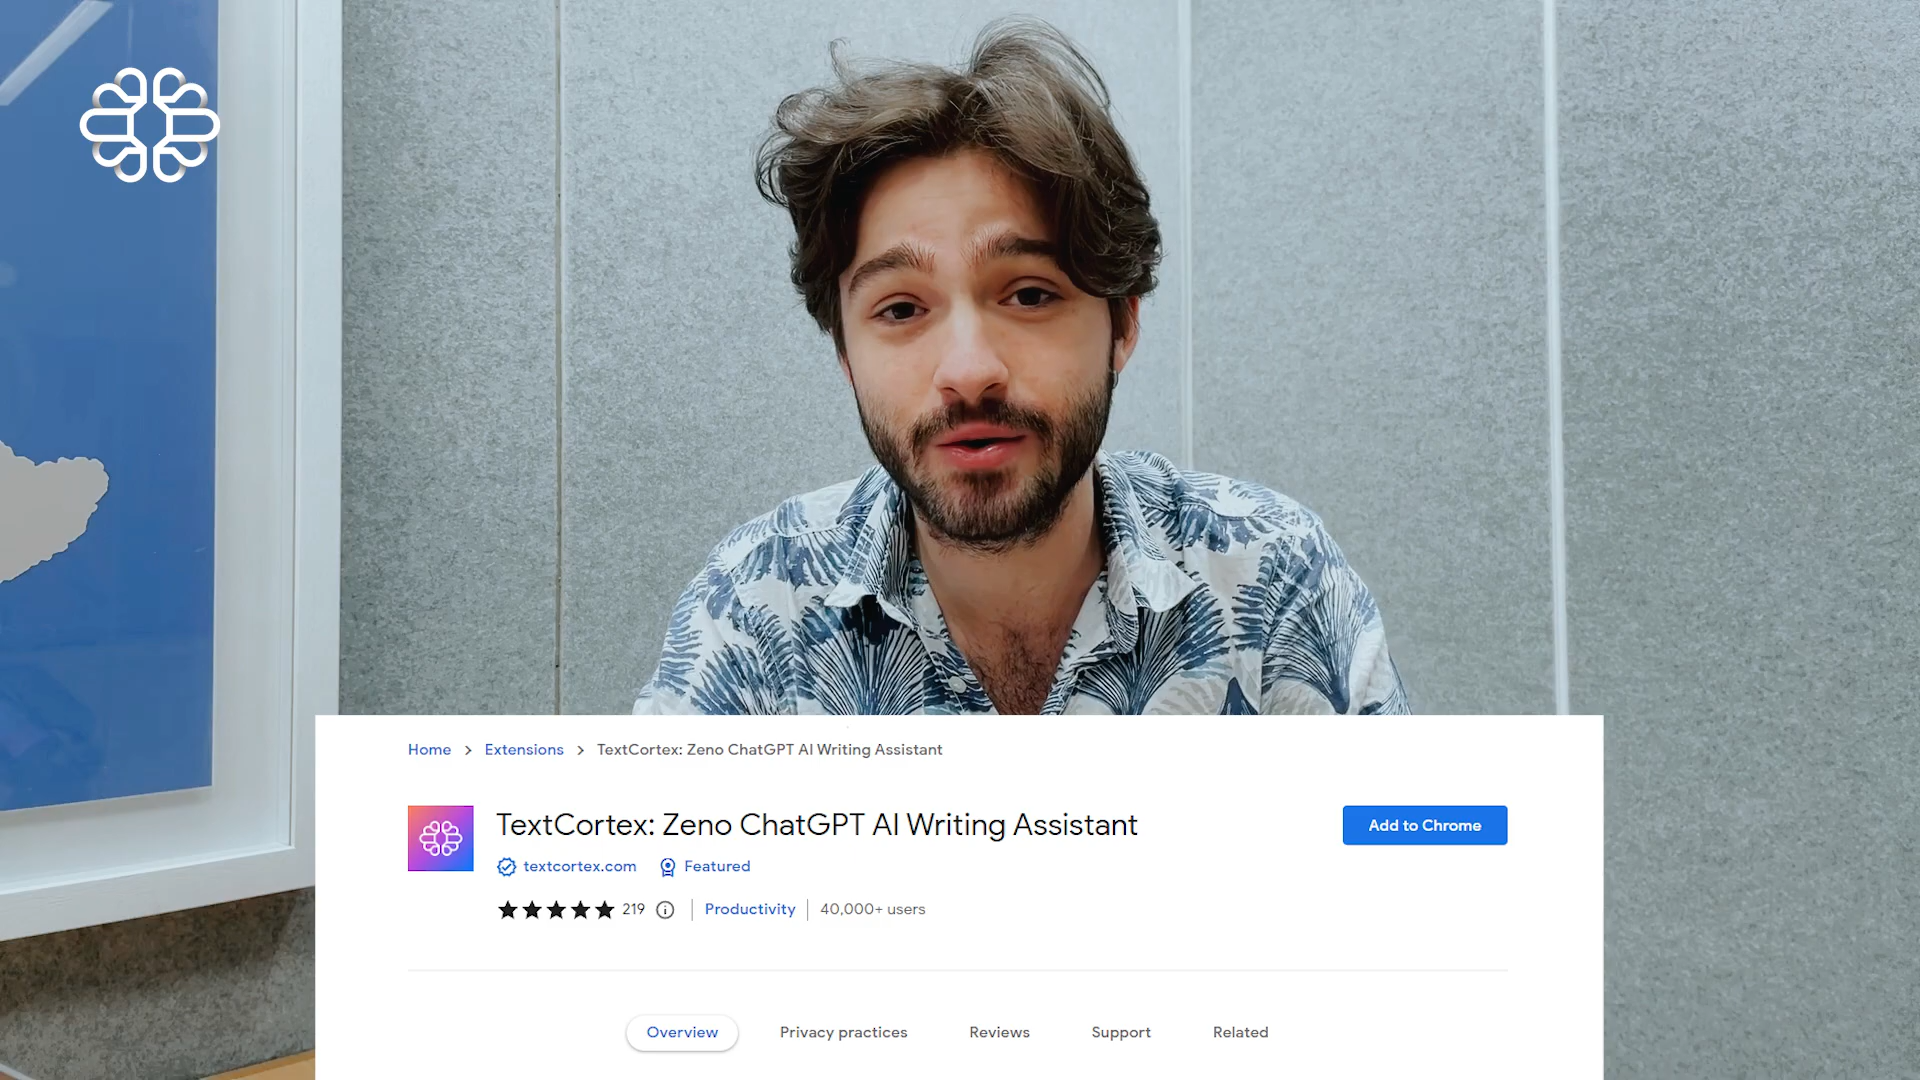 Home > Extensions > TextCortex: Zeno ChatGPT AI Writing Assistant
TextCortex: Zeno ChatGPT AI Writing Assistant
Add to Chrome
textcortex.com Featured
219 Productivity 40,000+ users
Overview Privacy practices Reviews Support Related